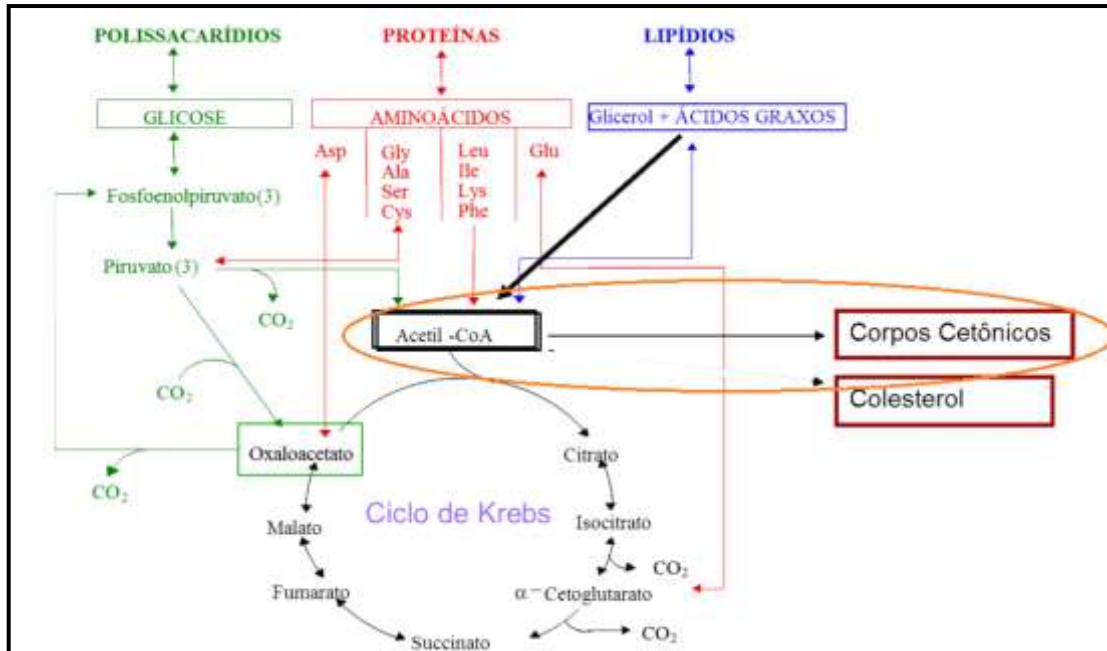 POLISSACARÍDIOS
PROTEÍNAS
LIPÍDIOS
GLICOSE
AMINOÁCIDOS
Glicerol + ÁCIDOS GRAXOS
Asp
Gly
Ala
Ser
Cys
Leu
Ile
Lys
Phe
Glu
Fosfoenolpiruvato(3)
Piruvato(3)
CO2
Acetil -CoA
Corpos Cetônicos
CO2
Colesterol
Oxaloacetato
Citrato
CO2
Ciclo de Krebs
Malato
Isocitrato
CO2
Fumarato
α-Cetoglutarato
CO2
Succinato